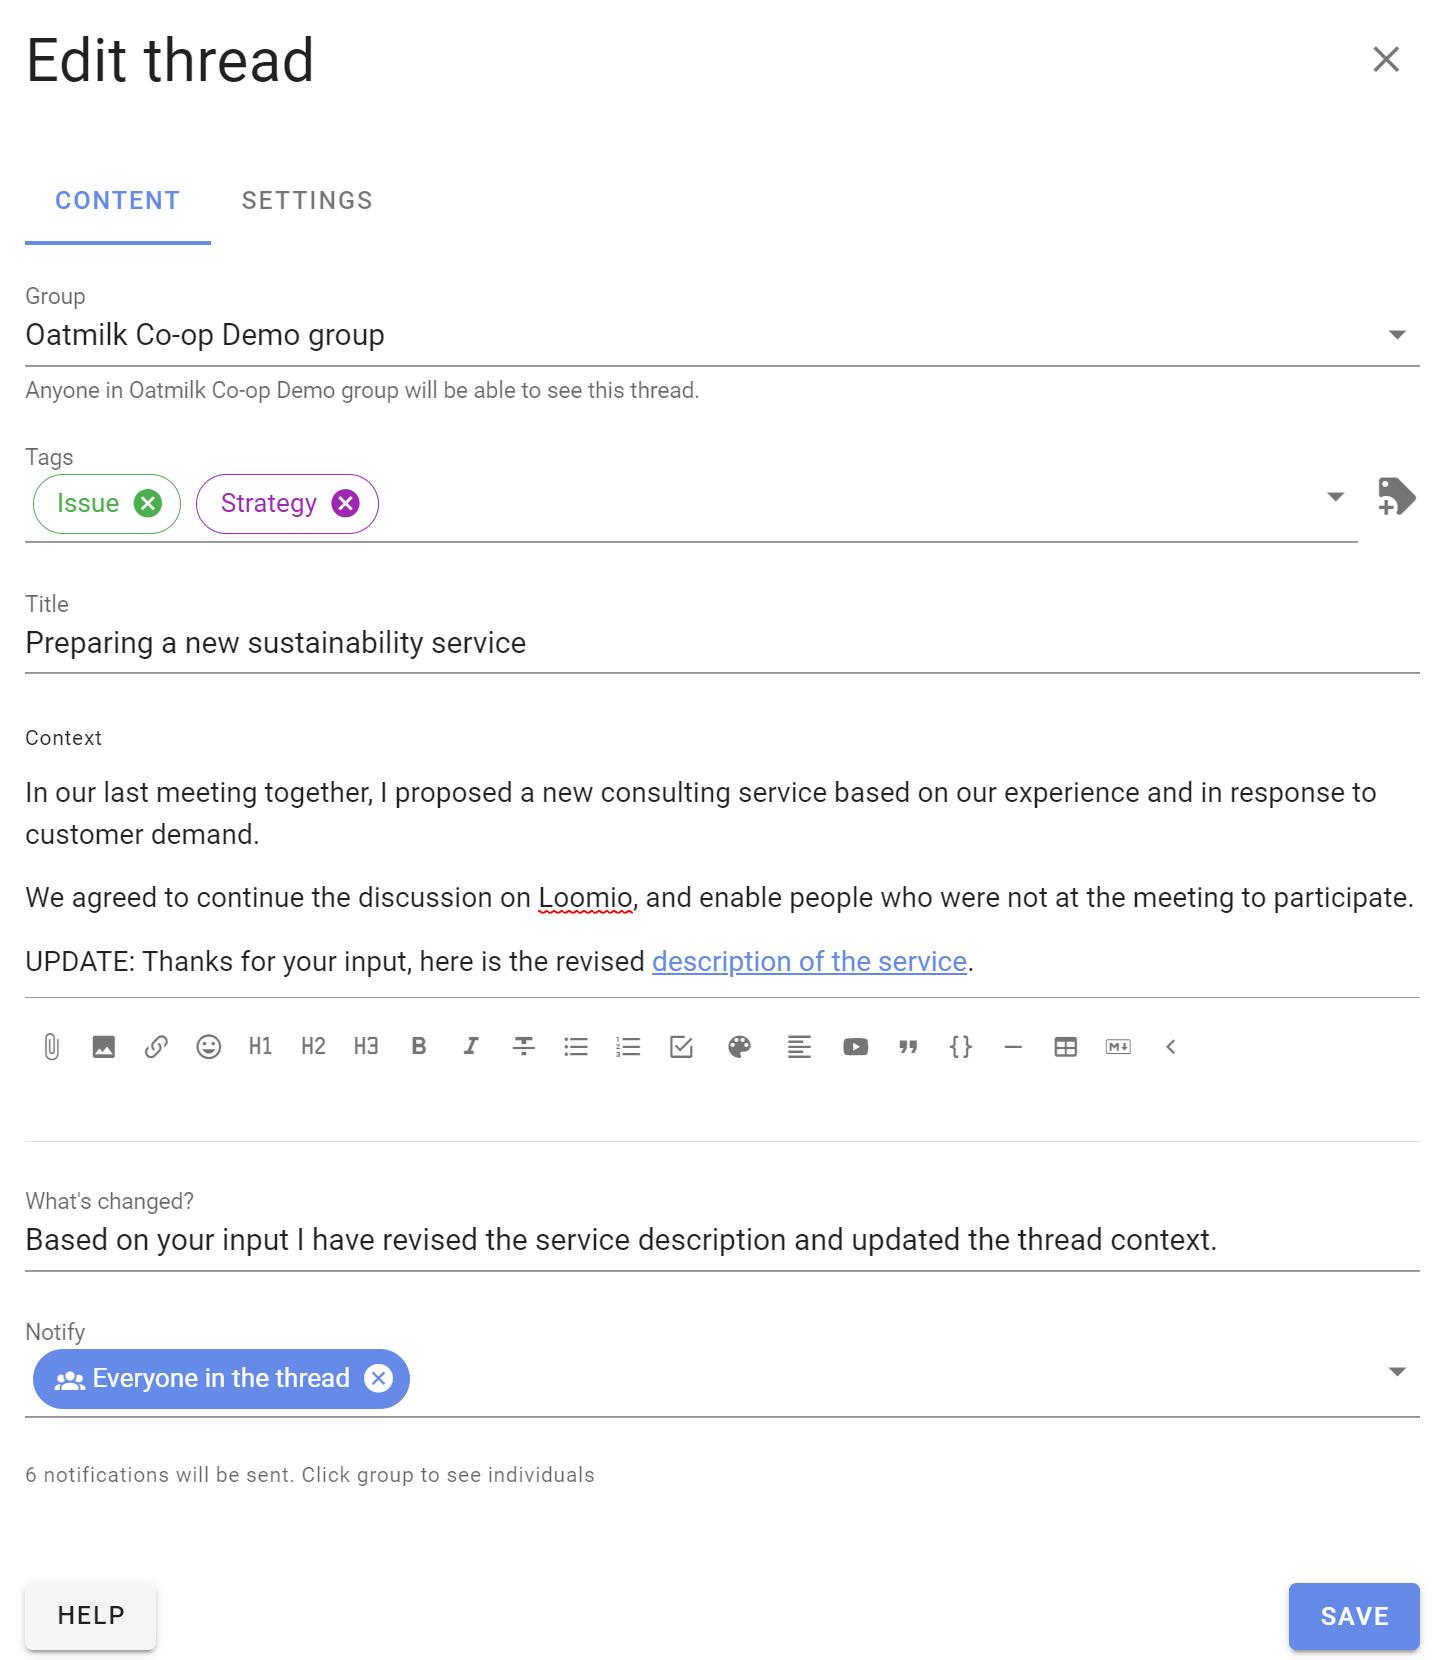 Edit thread
CONTENT SETTINGS
Group
Oatmilk Co-op Demo group
Anyone in Oatmilk Co-op Demo group will be able to see this thread.
Tags
Issue Strategy
Title
Preparing a new sustainability service
Context
In our last meeting together, I proposed a new consulting service based on our experience and in response to
customer demand.
We agreed to continue the discussion on Loomio, and enable people who were not at the meeting to participate.
UPDATE: Thanks for your input, here is the revised description of the service.
H1 H2 H3 B I
What's changed?
Based on your input I have revised the service description and updated the thread context.
Notify
Everyone in the thread
6 notifications will be sent. Click group to see individuals
HELP SAVE